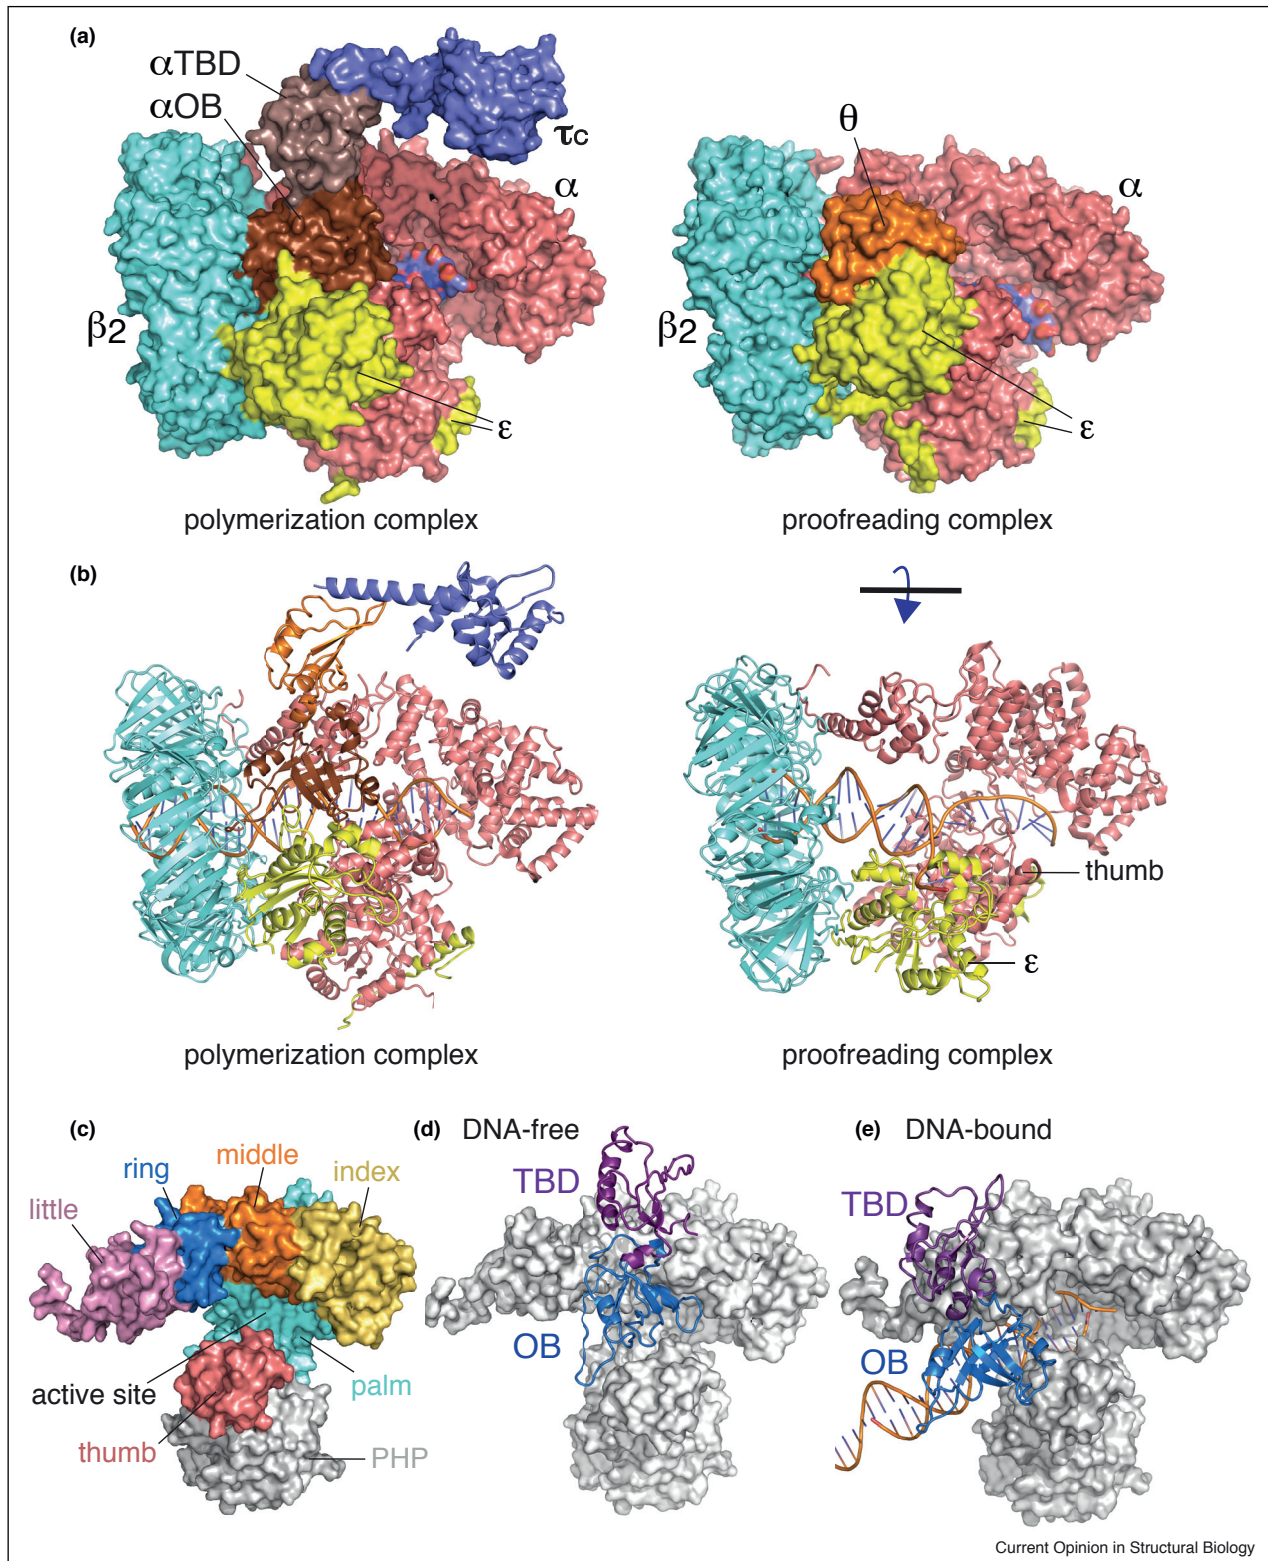 (a)
αTBD
αOB
τc
α
β2
ε
polymerization complex
θ
α
β2
ε
proofreading complex
(b)
polymerization complex
thumb
ε
proofreading complex
(c)
ring
middle
index
little
active site
palm
thumb
PHP
(d) DNA-free
TBD
OB
(e) DNA-bound
TBD
OB
Current Opinion in Structural Biology